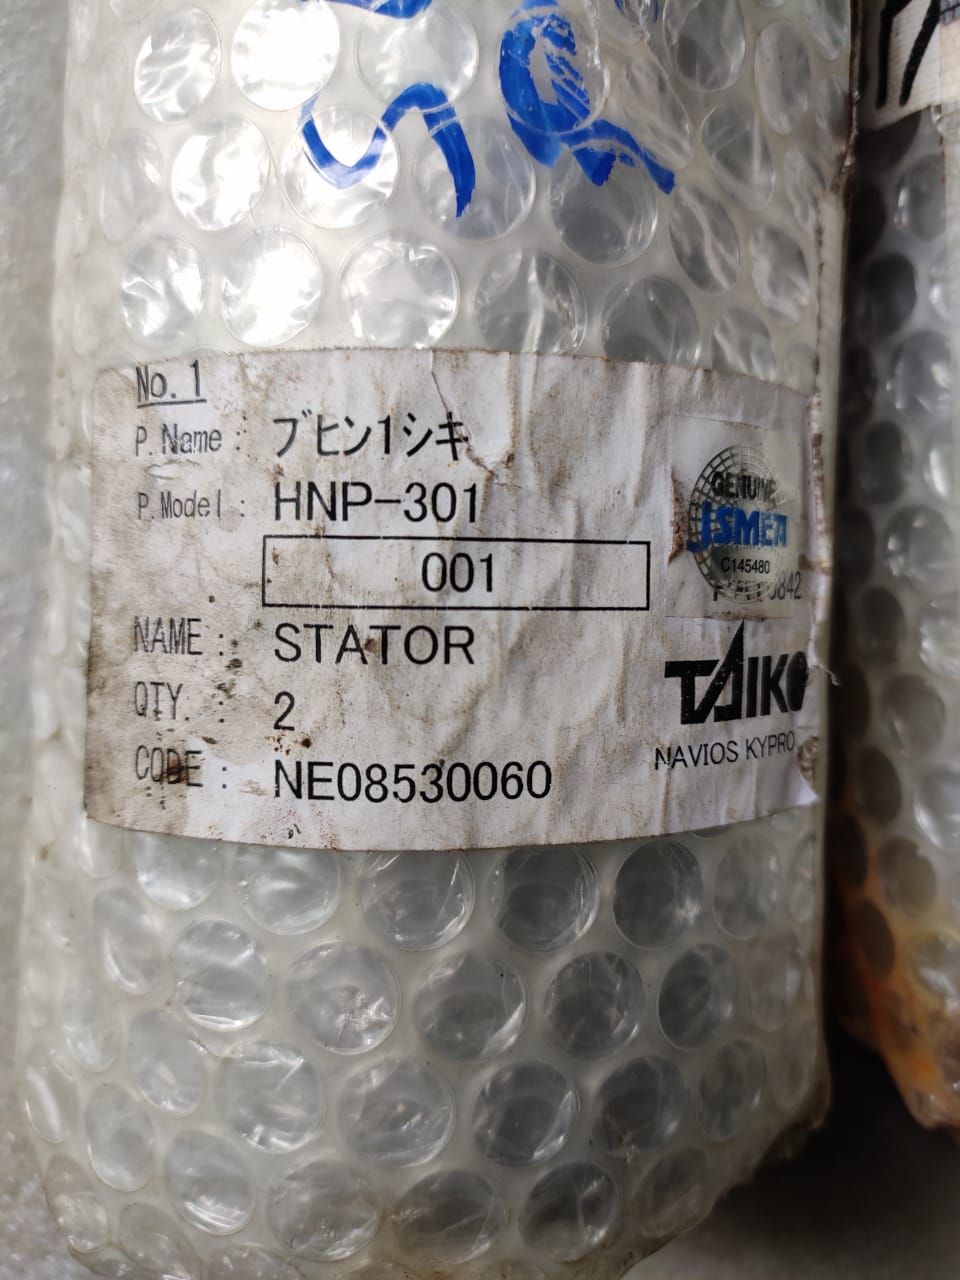 No.1
P.Name : ブヒン1シキ
P.Model : HNP-301
001
NAME : STATOR
QTY. : 2
CODE : NE08530060
GENUINE
JSMEA
C145480
TAIKO
NAVIOS KYPRO